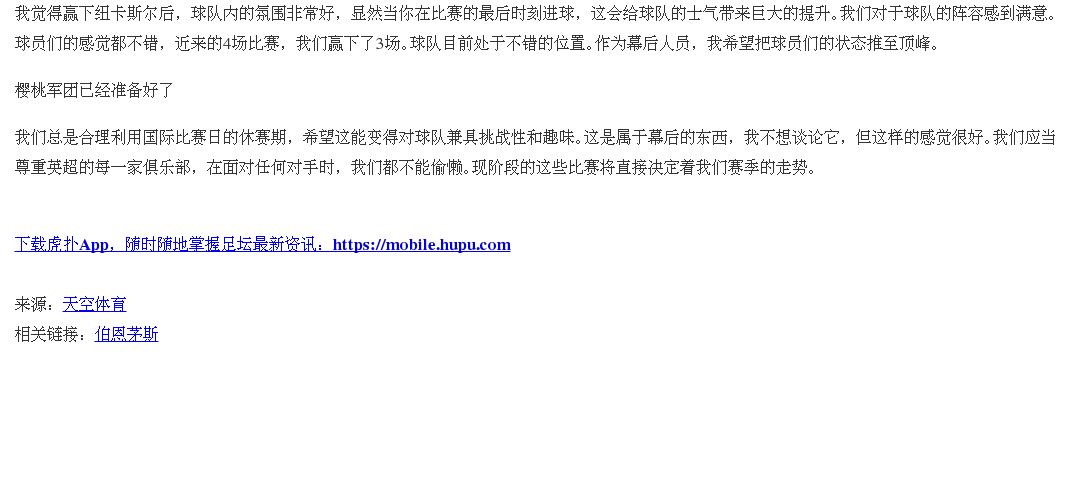 我觉得赢下纽卡斯尔后，球队内的氛围非常好，显然当你在比赛的最后时刻进球，这会给球队的士气带来巨大的提升。我们对于球队的阵容感到满意。
球员们的感觉都不错，近来的4场比赛，我们赢下了3场。球队目前处于不错的位置。作为幕后人员，我希望把球员们的状态推至顶峰。
樱桃军团已经准备好了
我们总是合理利用国际比赛日的休赛期，希望这能变得对球队兼具挑战性和趣味。这是属于幕后的东西，我不想谈论它，但这样的感觉很好。我们应当
尊重英超的每一家俱乐部，在面对任何对手时，我们都不能偷懒。现阶段的这些比赛将直接决定着我们赛季的走势。
下载虎扑App，随时随地掌握足坛最新资讯：https://mobile.hupu.com
来源：天空体育
相关链接：伯恩茅斯